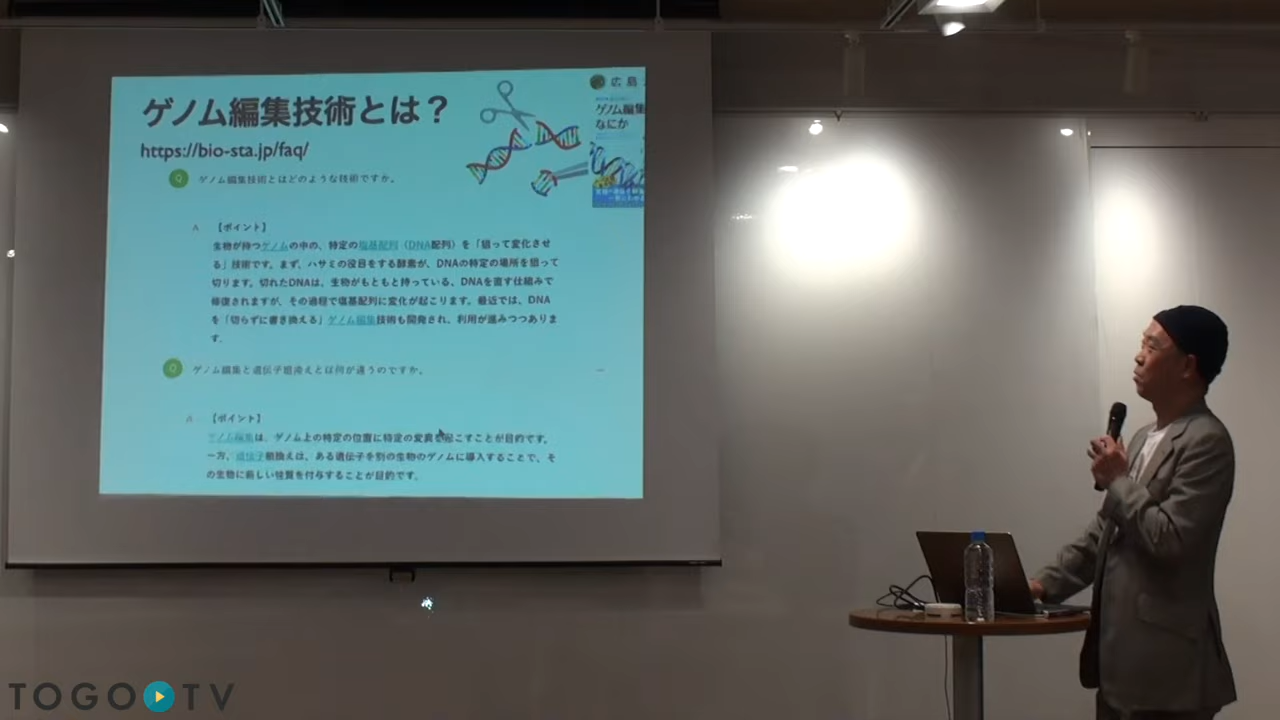 ゲノム編集技術とは？
https://bio-sta.jp/faq/
広島
ゲノム編集
なにか
Q ゲノム編集技術とはどのような技術ですか。
A 【ポイント】
生物が持つゲノムの中の、特定の塩基配列（DNA配列）を「狙って変化させ
る」技術です。まず、ハサミの役目をする酵素が、DNAの特定の場所を狙って
切ります。切れたDNAは、生物がもともと持っている、DNAを直す仕組みで
修復されますが、その過程で塩基配列に変化が起こります。最近では、DNA
を「切らずに書き換える」ゲノム編集技術も開発され、利用が進みつつありま
す。
Q ゲノム編集と遺伝子組換えとは何が違うのですか。
A 【ポイント】
ゲノム編集は、ゲノム上の特定の位置に特定の変異を起こすことが目的です。
一方、遺伝子組換えは、ある遺伝子を別の生物のゲノムに導入することで、そ
の生物に新しい性質を付与することが目的です。
TOGO TV